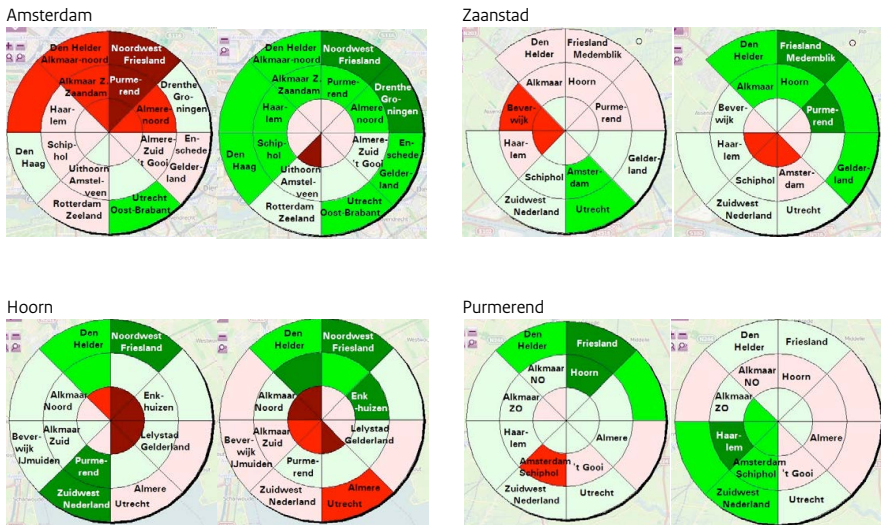 Amsterdam
Den Helder
Alkmaar-noord
Noordwest
Friesland
Alkmaar Z.
Zaandam
Purme-
rend
Drenthe
Gro-
ningen
Haar-
lem
Almere-
noord
Den
Haag
Schip-
hol
Almere-
Zuid
't Gooi
En-
schede
Gelder-
land
Uithoorn
Amstel-
veen
Rotterdam
Zeeland
Utrecht
Oost-Brabant
Den Helder
Alkmaar-noord
Noordwest
Friesland
Alkmaar Z.
Zaandam
Purme-
rend
Drenthe
Gro-
ningen
Haar-
lem
Almere
noord
Den
Haag
Schip-
hol
Almere-
Zuid
't Gooi
En-
schede
Gelder-
land
Uithoorn
Amstel-
veen
Rotterdam
Zeeland
Utrecht
Oost-Brabant
Zaanstad
Den
Helder
Friesland
Medemblik
Alkmaar
Hoorn
Bever-
wijk
Purme-
rend
Haar-
lem
Schiphol
Amster-
dam
Gelder-
land
Zuidwest
Nederland
Utrecht
Den
Helder
Friesland
Medemblik
Alkmaar
Hoorn
Bever-
wijk
Purme-
rend
Haar-
lem
Schiphol
Amster-
dam
Gelder-
land
Zuidwest
Nederland
Utrecht
Hoorn
Den
Helder
Noordwest
Friesland
Alkmaar
Noord
Enk-
huizen
Bever-
wijk
IJmuiden
Alkmaar
Zuid
Lelystad
Gelderland
Purme-
rend
Zuidwest
Nederland
Almere
Utrecht
Den
Helder
Noordwest
Friesland
Alkmaar
Noord
Enk
-huizen
Bever-
wijk
IJmuiden
Alkmaar
Zuid
Lelystad
Gelderland
Purme-
rend
Zuidwest
Nederland
Almere
Utrecht
Purmerend
Den
Helder
Friesland
Alkmaar
NO
Hoorn
Alkmaar
ZO
Haar-
lem
Almere
Amsterdam
Schiphol
't Gooi
Zuidwest
Nederland
Utrecht
Den
Helder
Friesland
Alkmaar
NO
Hoorn
Alkmaar
ZO
Haar-
lem
Almere
Amsterdam
Schiphol
't Gooi
Zuidwest
Nederland
Utrecht